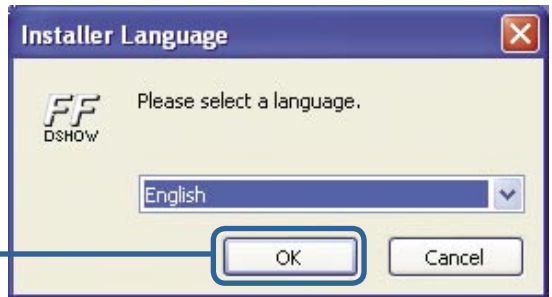 Installer Language
FF
DSHOW
Please select a language.
English
OK
Cancel